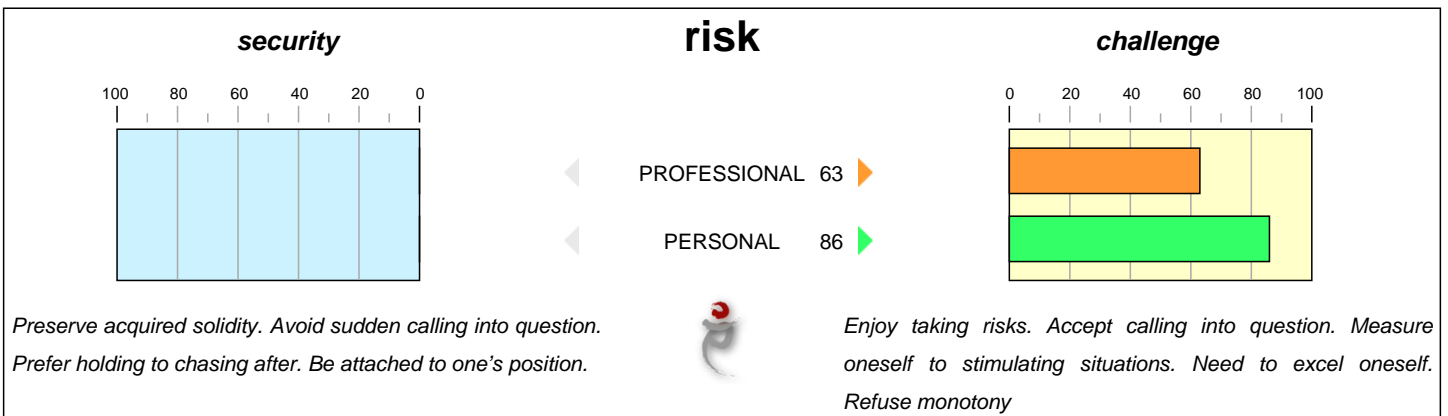 security
risk
challenge
100 80 60 40 20 0
0 20 40 60 80 100
PROFESSIONAL 63
PERSONAL 86
Preserve acquired solidity. Avoid sudden calling into question.
Prefer holding to chasing after. Be attached to one's position.
Enjoy taking risks. Accept calling into question. Measure
oneself to stimulating situations. Need to excel oneself.
Refuse monotony